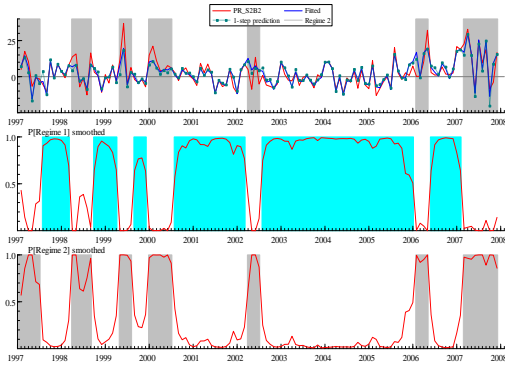 PR_S2B2 Fitted
1-step prediction Regime 2
25
0
1997 1998 1999 2000 2001 2002 2003 2004 2005 2006 2007 2008
P[Regime 1] smoothed
1.0
0.5
1997 1998 1999 2000 2001 2002 2003 2004 2005 2006 2007 2008
P[Regime 2] smoothed
1.0
0.5
1997 1998 1999 2000 2001 2002 2003 2004 2005 2006 2007 2008